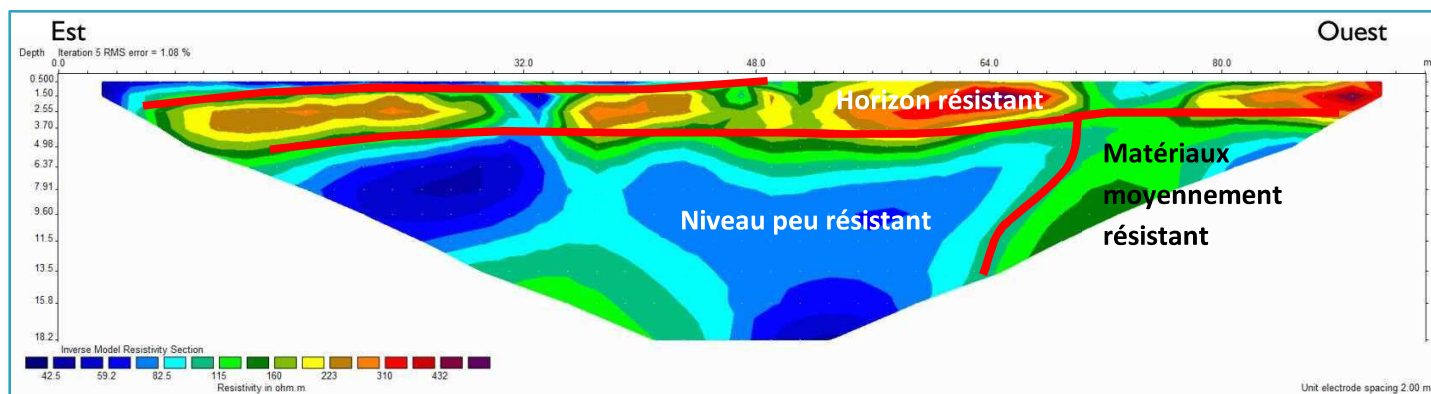 Est
Ouest
Depth Iteration 5 RMS error = 1.08 %
0.0 32.0 48.0 64.0 80.0 m
0.500
1.50
2.55
3.70
4.98
6.37
7.91
9.60
11.5
13.5
15.8
18.2
Horizon résistant
Niveau peu résistant
Matériaux
moyennement
résistant
Inverse Model Resistivity Section
42.5 59.2 82.5 115 160 223 310 432
Resistivity in ohm.m
Unit electrode spacing 2.00 m